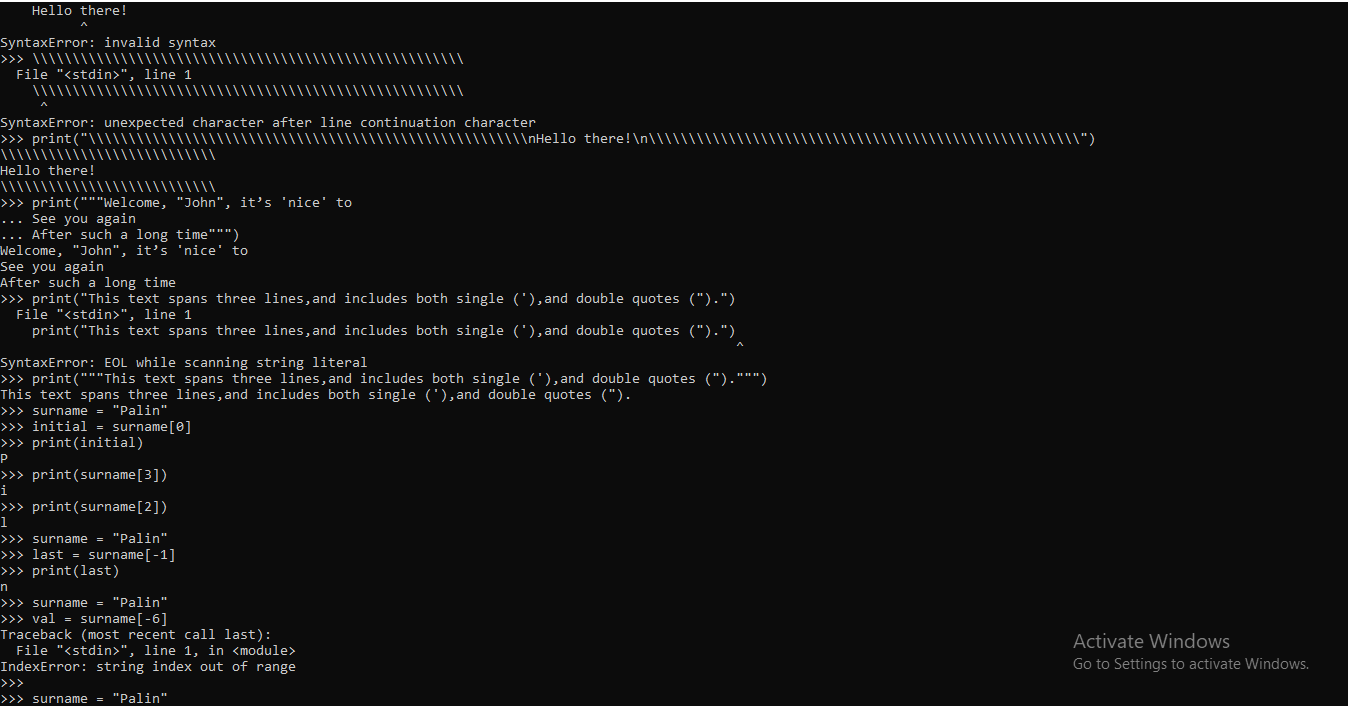 Hello there!
^
SyntaxError: invalid syntax
>>> \\\\\\\\\\\\\\\\\\\\\\\\\\\\\\\\\\\\\\\\\\\\\\\\\\\\\\
File "<stdin>", line 1
\\\\\\\\\\\\\\\\\\\\\\\\\\\\\\\\\\\\\\\\\\\\\\\\\\\\\\
^
SyntaxError: unexpected character after line continuation character
>>> print("\\\\\\\\\\\\\\\\\\\\\\\\\\\\\\\\\\\\\\\\\\\\\\\\\\\\\\\nHello there!\n\\\\\\\\\\\\\\\\\\\\\\\\\\\\\\\\\\\\\\\\\\\\\\\\\\\\\\")
\\\\\\\\\\\\\\\\\\\\\\\\\\\
Hello there!
\\\\\\\\\\\\\\\\\\\\\\\\\\\
>>> print("""Welcome, "John", it’s 'nice' to
... See you again
... After such a long time""")
Welcome, "John", it’s 'nice' to
See you again
After such a long time
>>> print("This text spans three lines,and includes both single ('),and double quotes (").")
File "<stdin>", line 1
print("This text spans three lines,and includes both single ('),and double quotes (").")
^
SyntaxError: EOL while scanning string literal
>>> print("""This text spans three lines,and includes both single ('),and double quotes (").""")
This text spans three lines,and includes both single ('),and double quotes (").
>>> surname = "Palin"
>>> initial = surname[0]
>>> print(initial)
P
>>> print(surname[3])
i
>>> print(surname[2])
l
>>> surname = "Palin"
>>> last = surname[-1]
>>> print(last)
n
>>> surname = "Palin"
>>> val = surname[-6]
Traceback (most recent call last):
File "<stdin>", line 1, in <module>
IndexError: string index out of range
>>>
>>> surname = "Palin"
Activate Windows
Go to Settings to activate Windows.